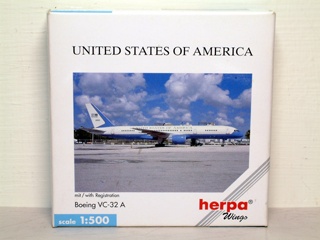 UNITED STATES OF AMERICA
mit / with Registration
Boeing VC-32 A
scale 1:500
herpa®
Wings